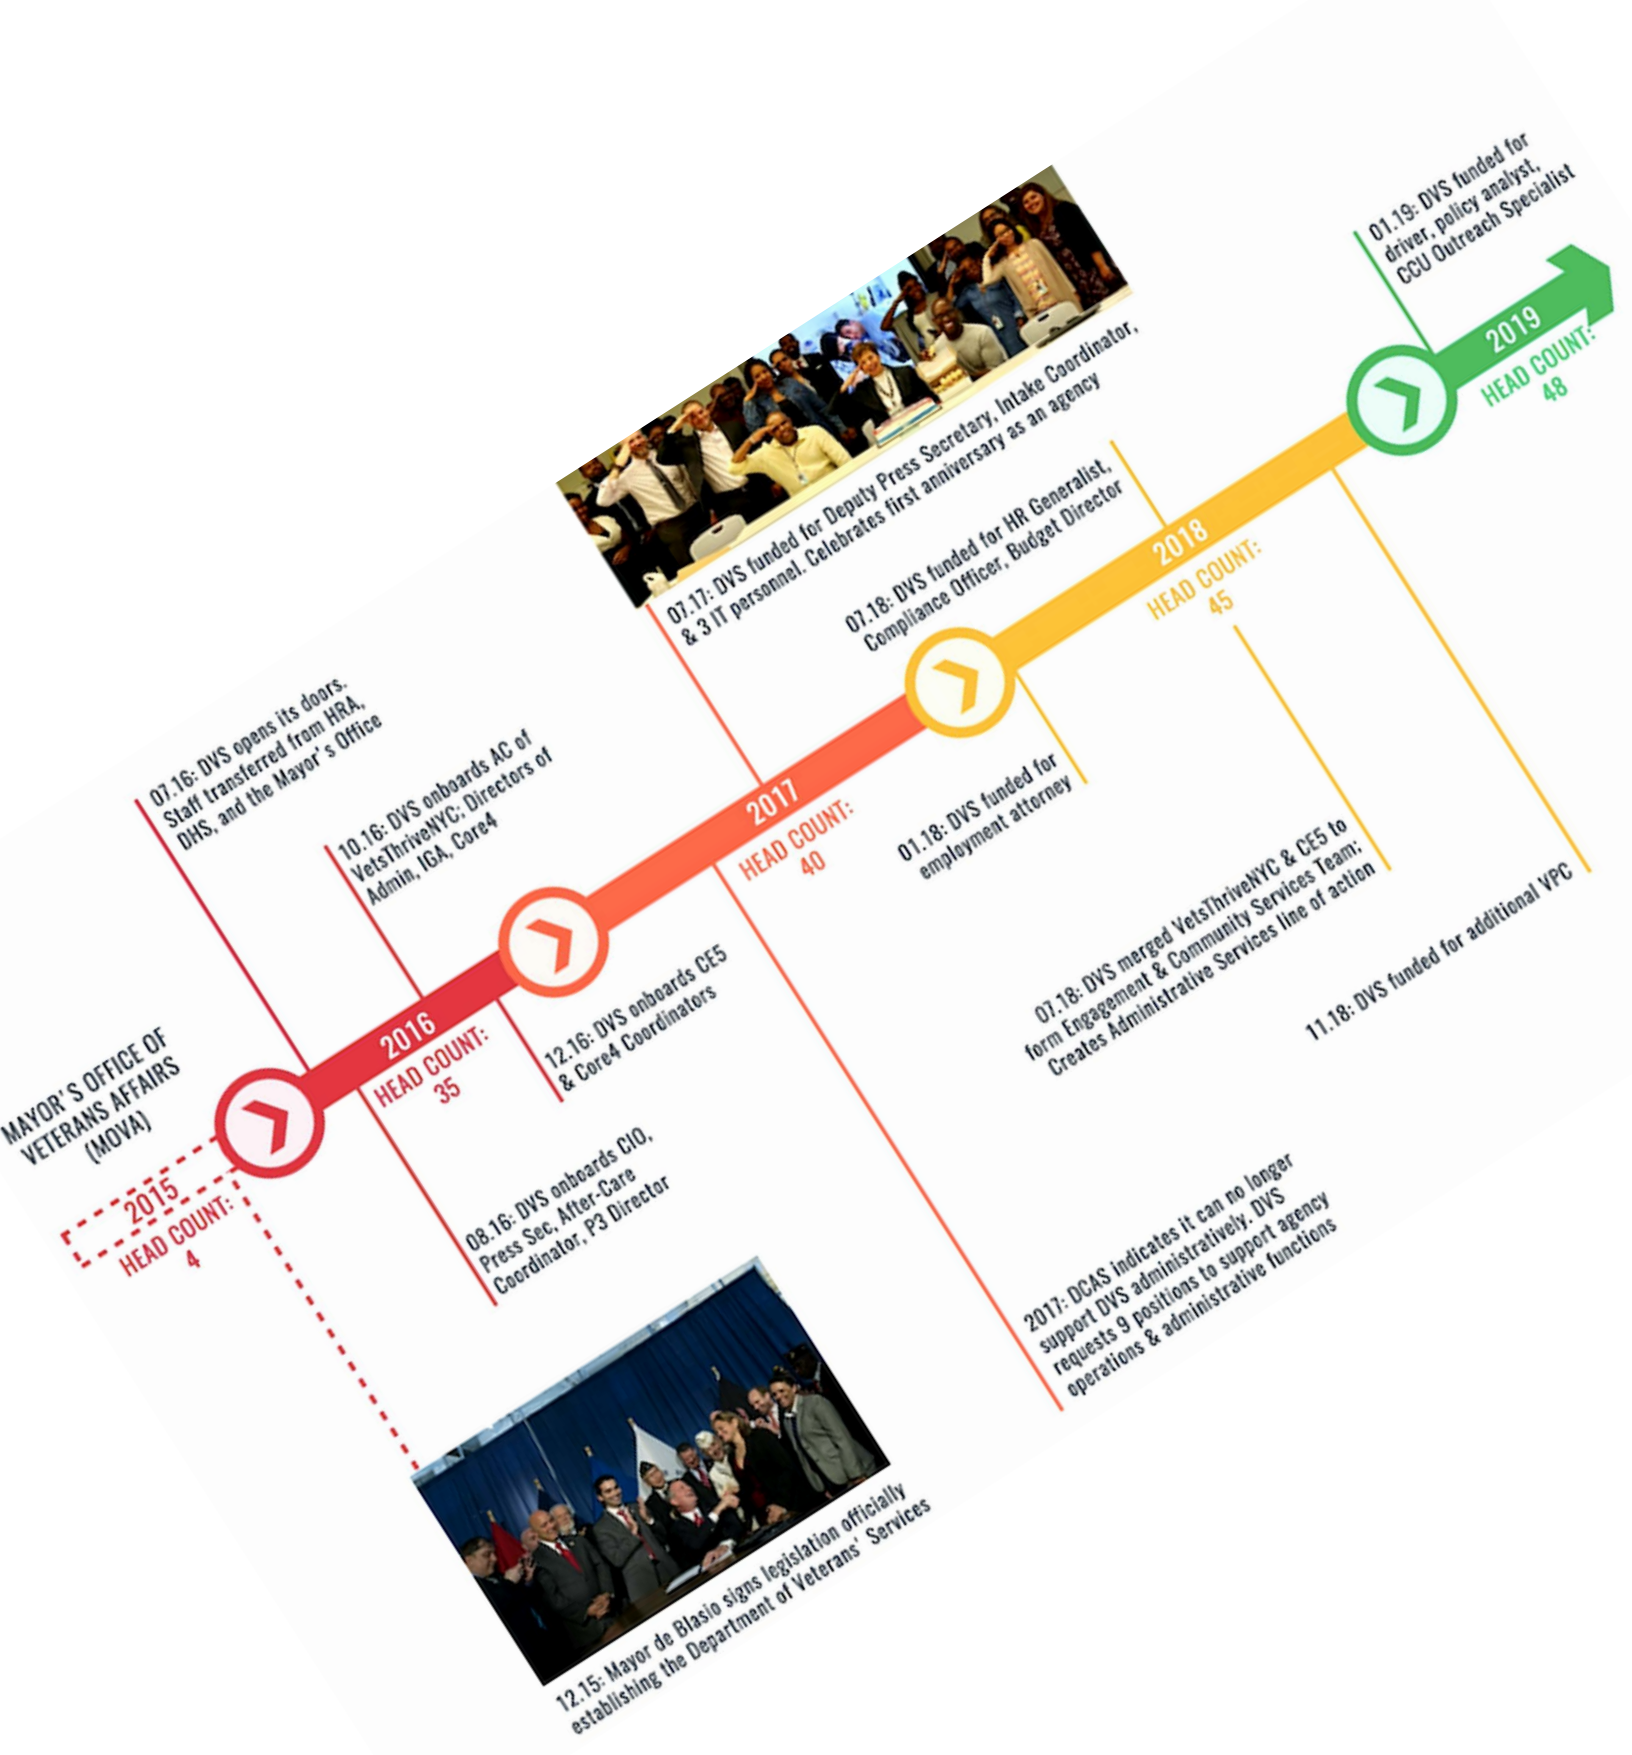 MAYOR'S OFFICE OF
VETERANS AFFAIRS
(MOVA)
2015
HEAD COUNT:
4
12.15: Mayor de Blasio signs legislation officially
establishing the Department of Veterans' Services
07.16: DVS opens its doors.
Staff transferred from HRA,
DHS, and the Mayor's Office
10.16: DVS onboards AC of
VetsThriveNYC; Directors of
Admin, IGA, Core4
2016
HEAD COUNT:
35
08.16: DVS onboards CIO,
Press Sec, After-Care
Coordinator, P3 Director
12.16: DVS onboards CE5
& Core4 Coordinators
07.17: DVS funded for Deputy Press Secretary, Intake Coordinator,
& 3 IT personnel. Celebrates first anniversary as an agency
2017
HEAD COUNT:
40
2017: DCAS indicates it can no longer
support DVS administratively. DVS
requests 9 positions to support agency
operations & administrative functions
07.18: DVS funded for HR Generalist,
Compliance Officer, Budget Director
2018
HEAD COUNT:
45
01.18: DVS funded for
employment attorney
07.18: DVS merged VetsThriveNYC & CE5 to
form Engagement & Community Services Team;
Creates Administrative Services line of action
11.18: DVS funded for additional VPC
01.19: DVS funded for
driver, policy analyst,
CCU Outreach Specialist
2019
HEAD COUNT:
48